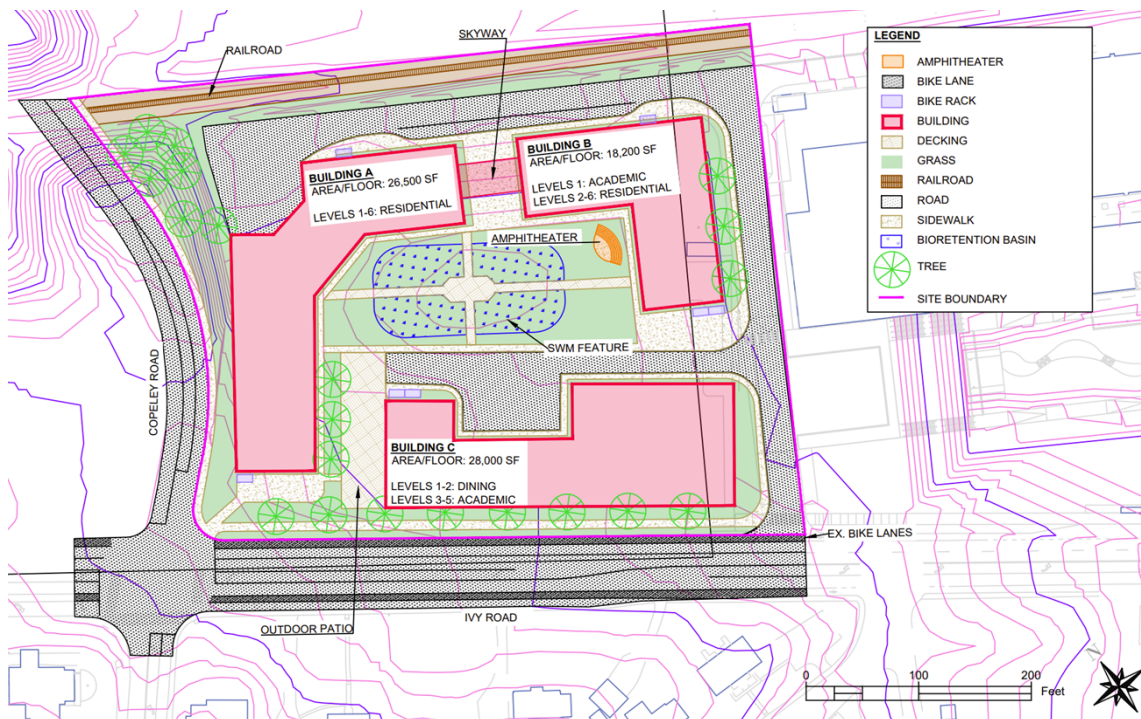 RAILROAD
SKYWAY
BUILDING A
AREA/FLOOR: 26,500 SF
LEVELS 1-6: RESIDENTIAL
BUILDING B
AREA/FLOOR: 18,200 SF
LEVELS 1: ACADEMIC
LEVELS 2-6: RESIDENTIAL
AMPHITHEATER
SWM FEATURE
COPELEY ROAD
BUILDING C
AREA/FLOOR: 28,000 SF
LEVELS 1-2: DINING
LEVELS 3-5: ACADEMIC
EX. BIKE LANES
IVY ROAD
OUTDOOR PATIO
LEGEND
AMPHITHEATER
BIKE LANE
BIKE RACK
BUILDING
DECKING
GRASS
RAILROAD
ROAD
SIDEWALK
BIORETENTION BASIN
TREE
SITE BOUNDARY
0 100 200
Feet
N